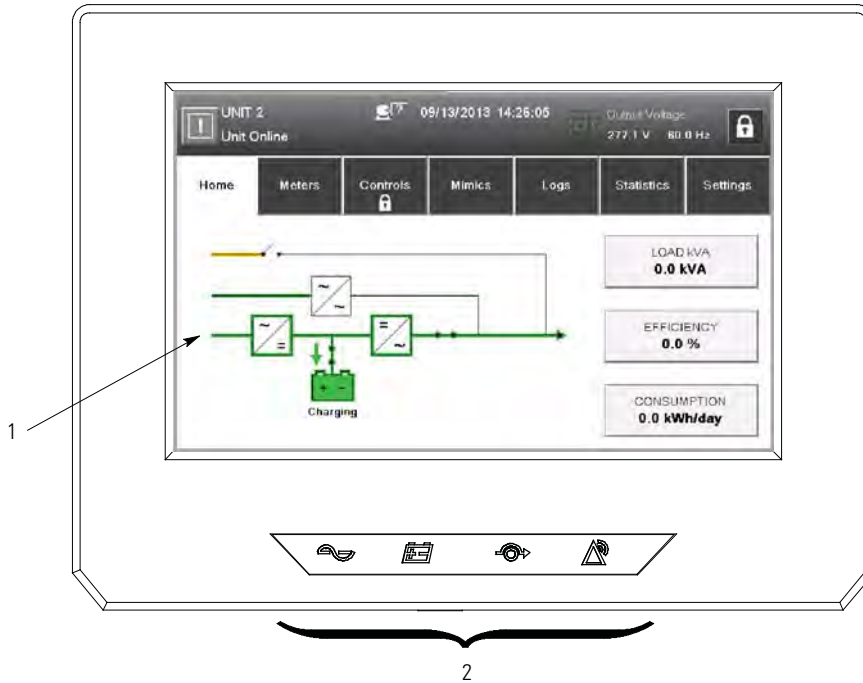 UNIT 2
Unit Online
09/13/2013 14:26:05
Output Voltage
277.1 V 60.0 Hz
Home
Meters
Controls
Mimics
Logs
Statistics
Settings
LOAD kVA
0.0 kVA
EFFICIENCY
0.0 %
CONSUMPTION
0.0 kWh/day
Charging
1
2